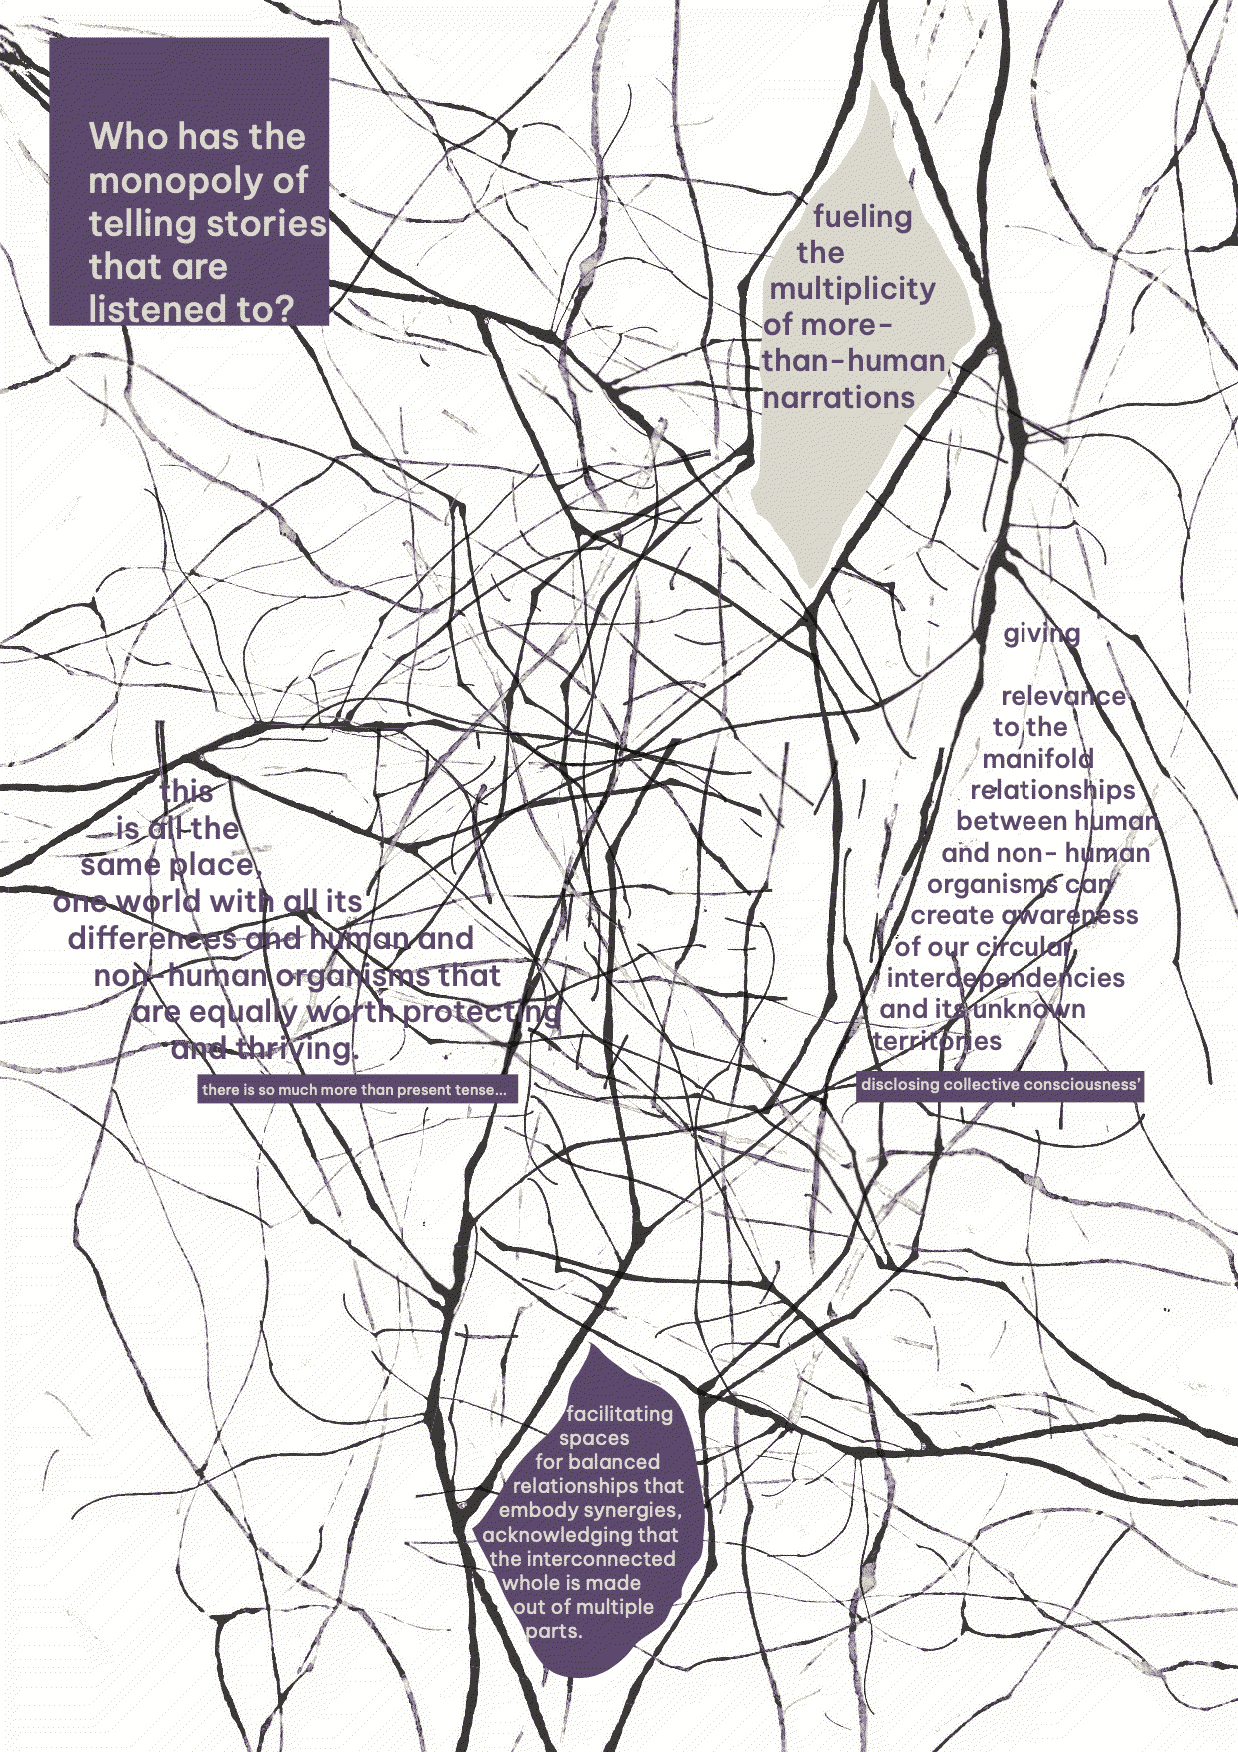 Who has the
monopoly of
telling stories
that are
listened to?
fueling
the
multiplicity
of more-
than-human
narrations
giving
relevance
to the
manifold
relationships
between human
and non- human
organisms can
create awareness
of our circular
interdependencies
and its unknown
territories
disclosing collective consciousness’
this
is all the
same place,
one world with all its
differences and human and
non-human organisms that
are equally worth protecting
and thriving.
there is so much more than present tense...
facilitating
spaces
for balanced
relationships that
embody synergies,
acknowledging that
the interconnected
whole is made
out of multiple
parts.